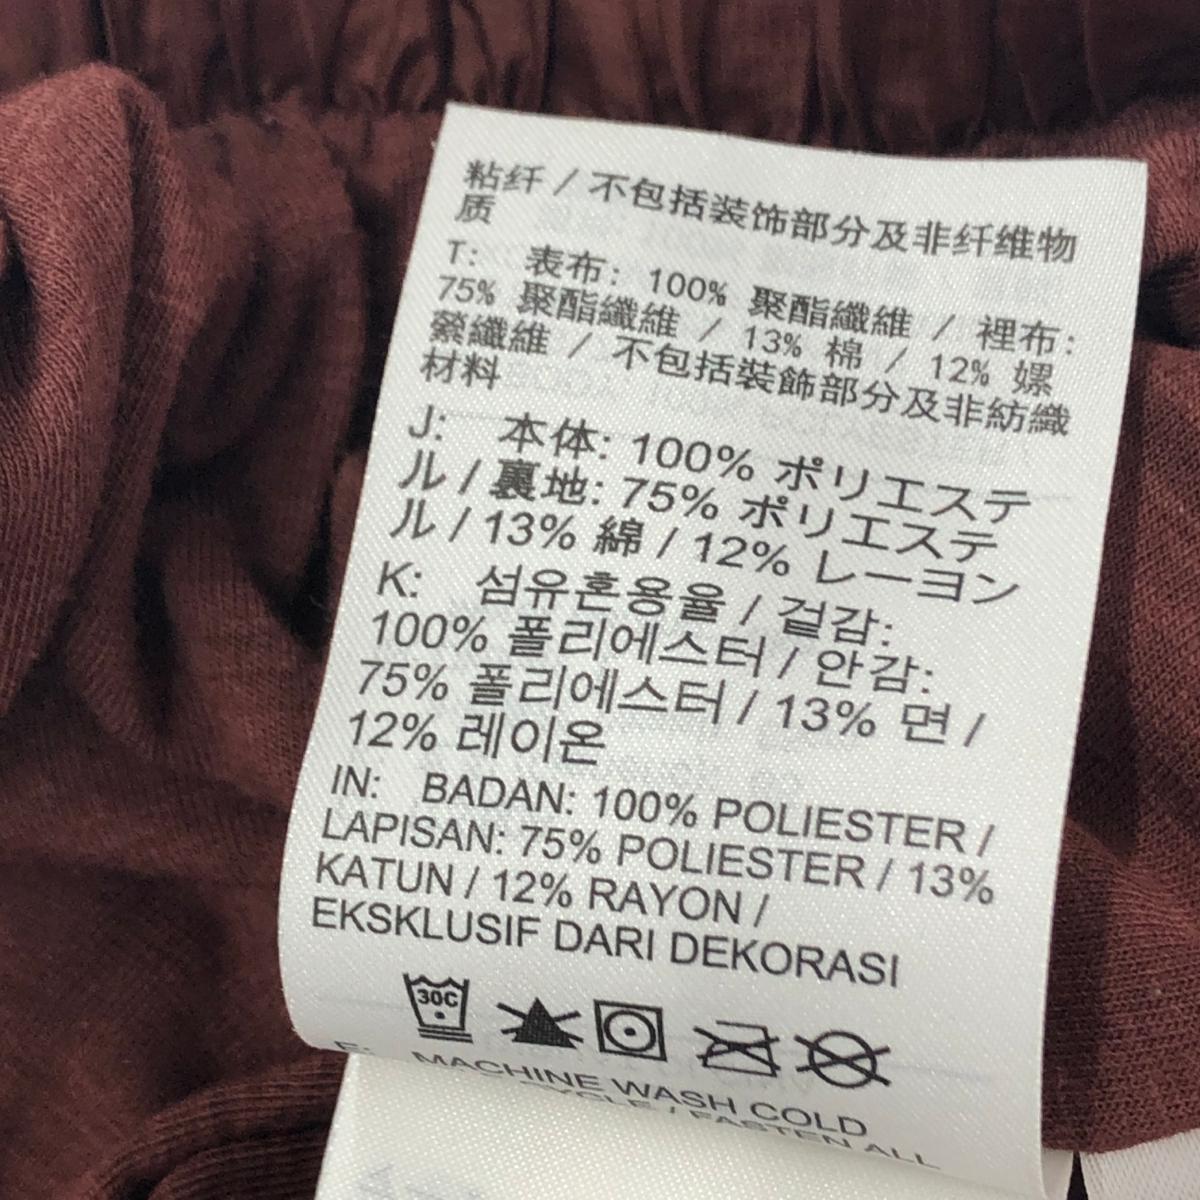 粘纤 / 不包括装饰部分及非纤维物
质
T: 表布: 100% 聚酯纖維 / 裡布:
75% 聚酯纖維 / 13% 棉 / 12% 嫘
縈纖維 / 不包括裝飾部分及非紡織
材料
J: 本体: 100% ポリエステ
ル / 裏地: 75% ポリエステ
ル / 13% 綿 / 12% レーヨン
K: 섬유혼용율 / 겉감:
100% 폴리에스터 / 안감:
75% 폴리에스터 / 13% 면 /
12% 레이온
IN: BADAN: 100% POLIESTER /
LAPISAN: 75% POLIESTER / 13%
KATUN / 12% RAYON /
EKSKLUSIF DARI DEKORASI
30C
E: MACHINE WASH COLD
CYCLE / FASTEN ALL